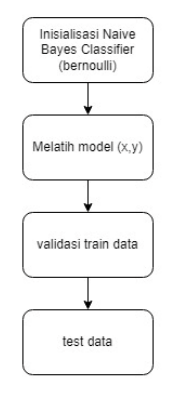 Inisialisasi Naive
Bayes Classifier
(bernoulli)
Melatih model (x,y)
validasi train data
test data